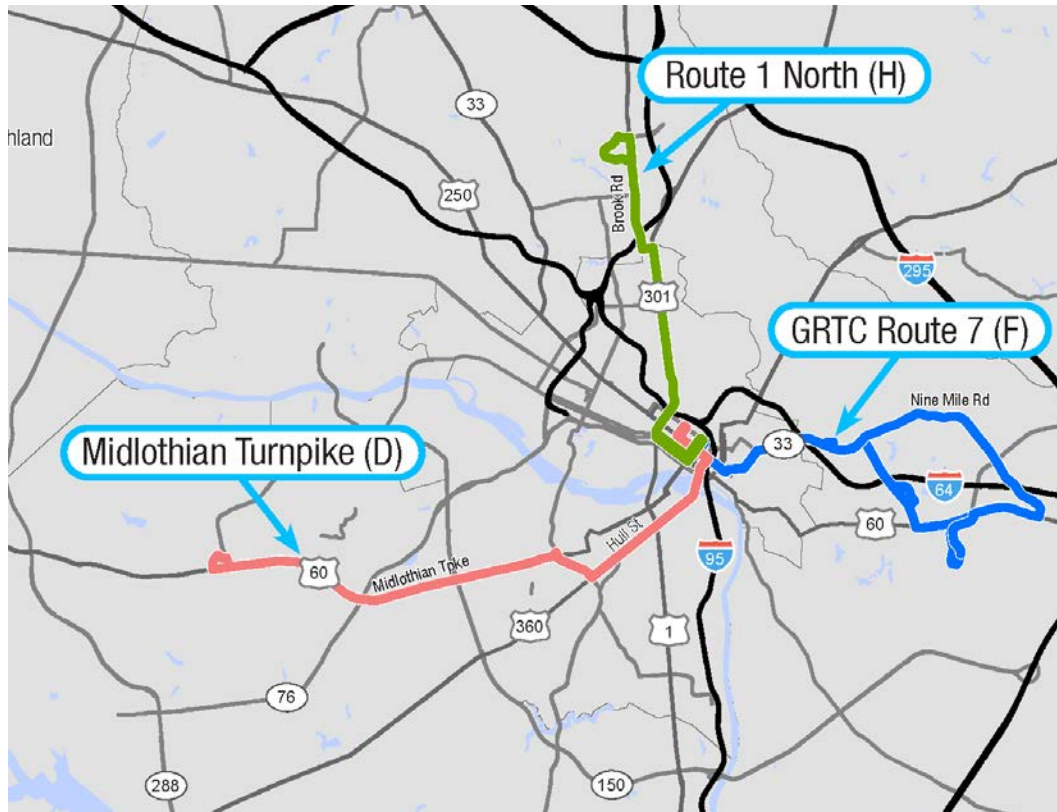 Route 1 North (H)
33
hland
250
Brook Rd
295
301
GRTC Route 7 (F)
Nine Mile Rd
33
Midlothian Turnpike (D)
64
60
Hull St
95
60
Midlothian Tpke
360
1
76
288
150